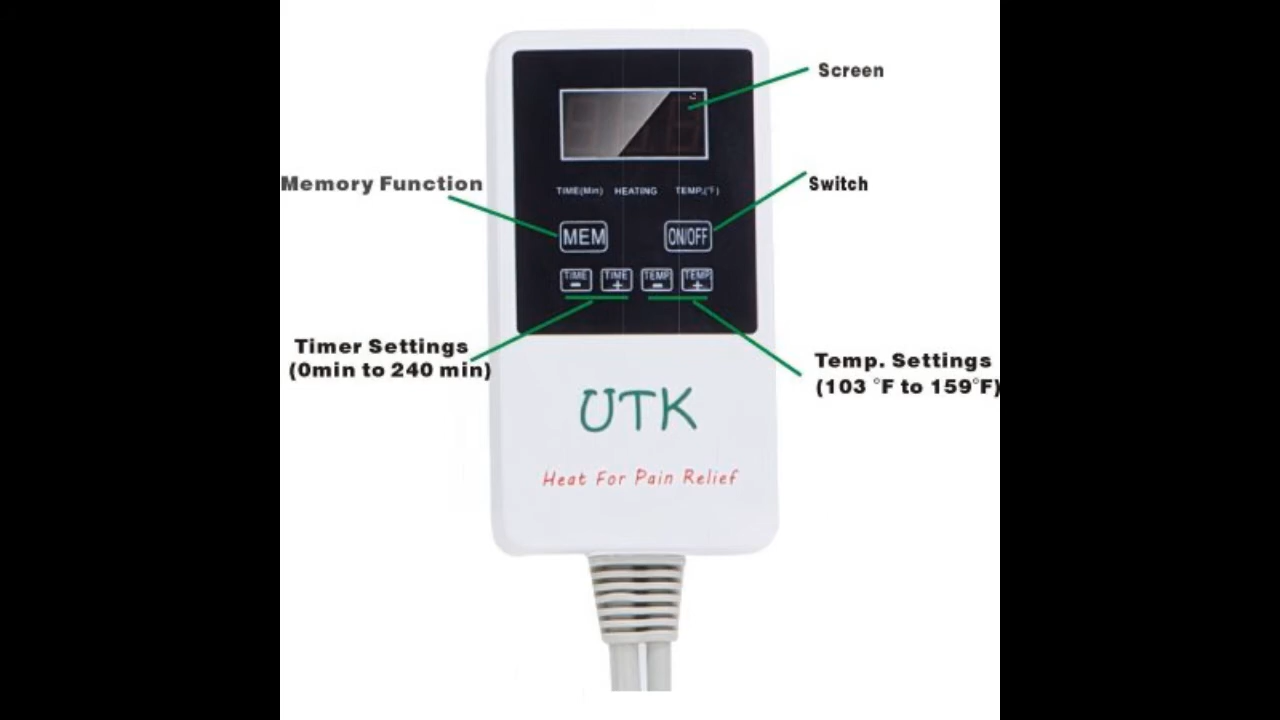 Screen
Memory Function
Switch
TIME(Min) HEATING TEMP.(°F)
MEM ON/OFF
TIME - TIME + TEMP - TEMP +
Timer Settings
(0min to 240 min)
Temp. Settings
(103 °F to 159°F)
UTK
Heat For Pain Relief